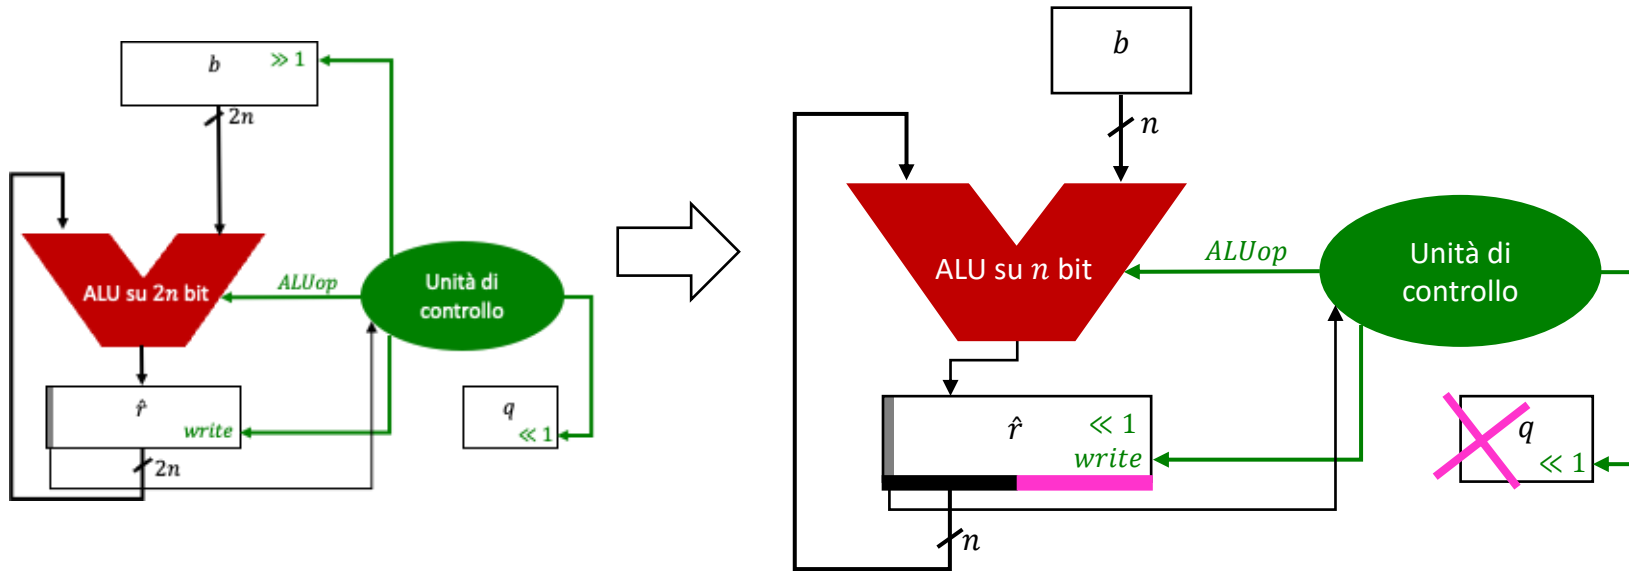 b
≫ 1
2n
ALU su 2n bit
ALUop
Unità di
controllo
r̂
write
2n
q
≪ 1
b
n
ALU su n bit
ALUop
Unità di
controllo
r̂
≪ 1
write
n
q
≪ 1